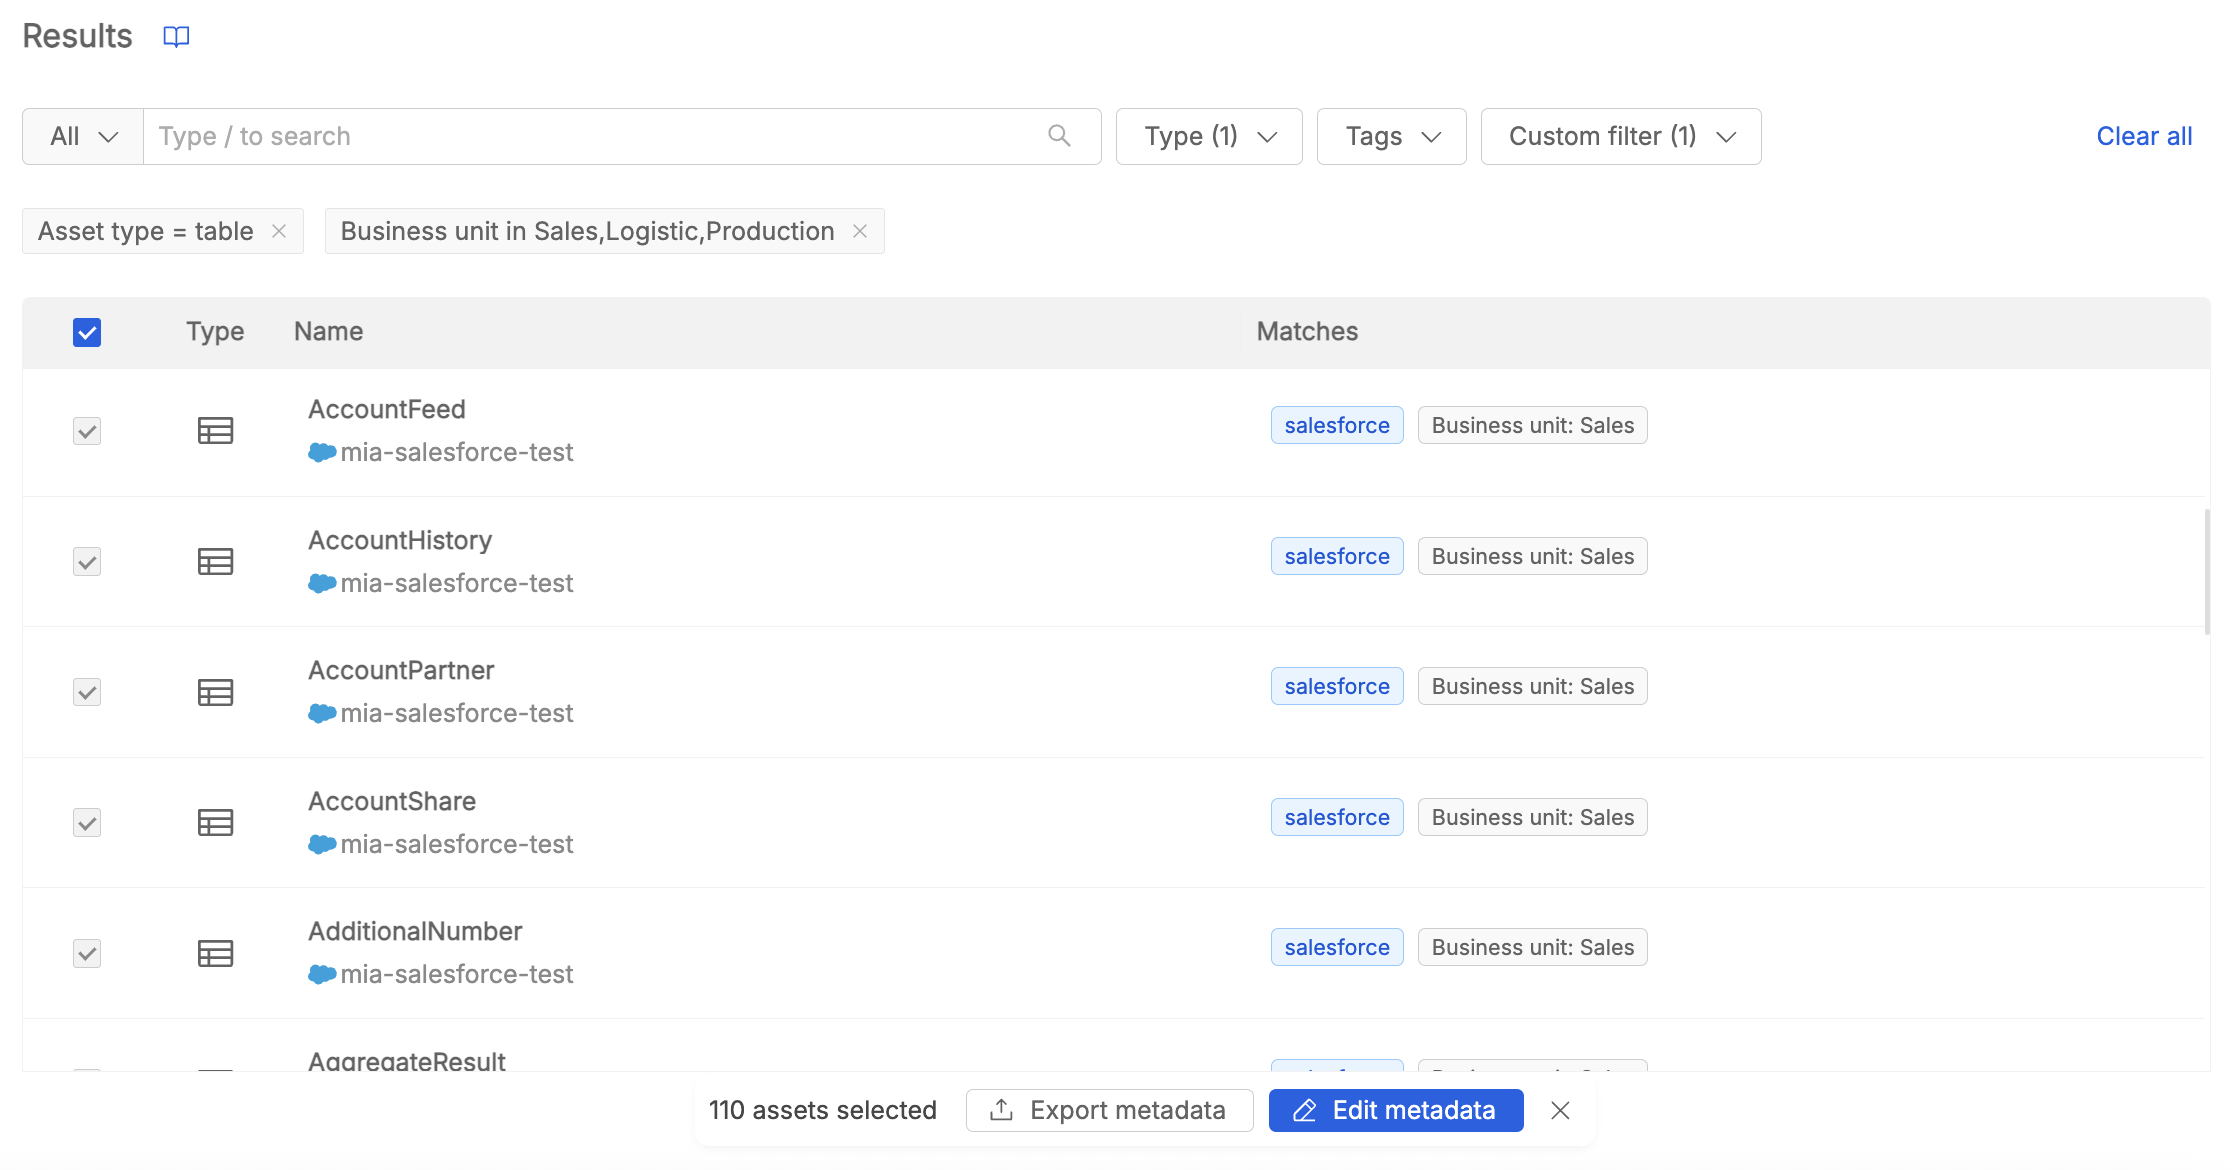 Results
All Type / to search Type (1) Tags Custom filter (1) Clear all
Asset type = table Business unit in Sales,Logistic,Production
Type Name Matches
AccountFeed
mia-salesforce-test
salesforce Business unit: Sales
AccountHistory
mia-salesforce-test
salesforce Business unit: Sales
AccountPartner
mia-salesforce-test
salesforce Business unit: Sales
AccountShare
mia-salesforce-test
salesforce Business unit: Sales
AdditionalNumber
mia-salesforce-test
salesforce Business unit: Sales
AggregateResult
110 assets selected Export metadata Edit metadata